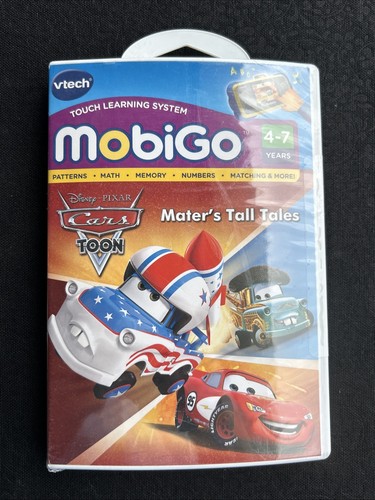 vtech
TOUCH LEARNING SYSTEM
MobiGo
4-7
YEARS
PATTERNS • MATH • MEMORY • NUMBERS • MATCHING & MORE!
Disney • PIXAR
Cars
TOON
Mater's Tall Tales
95